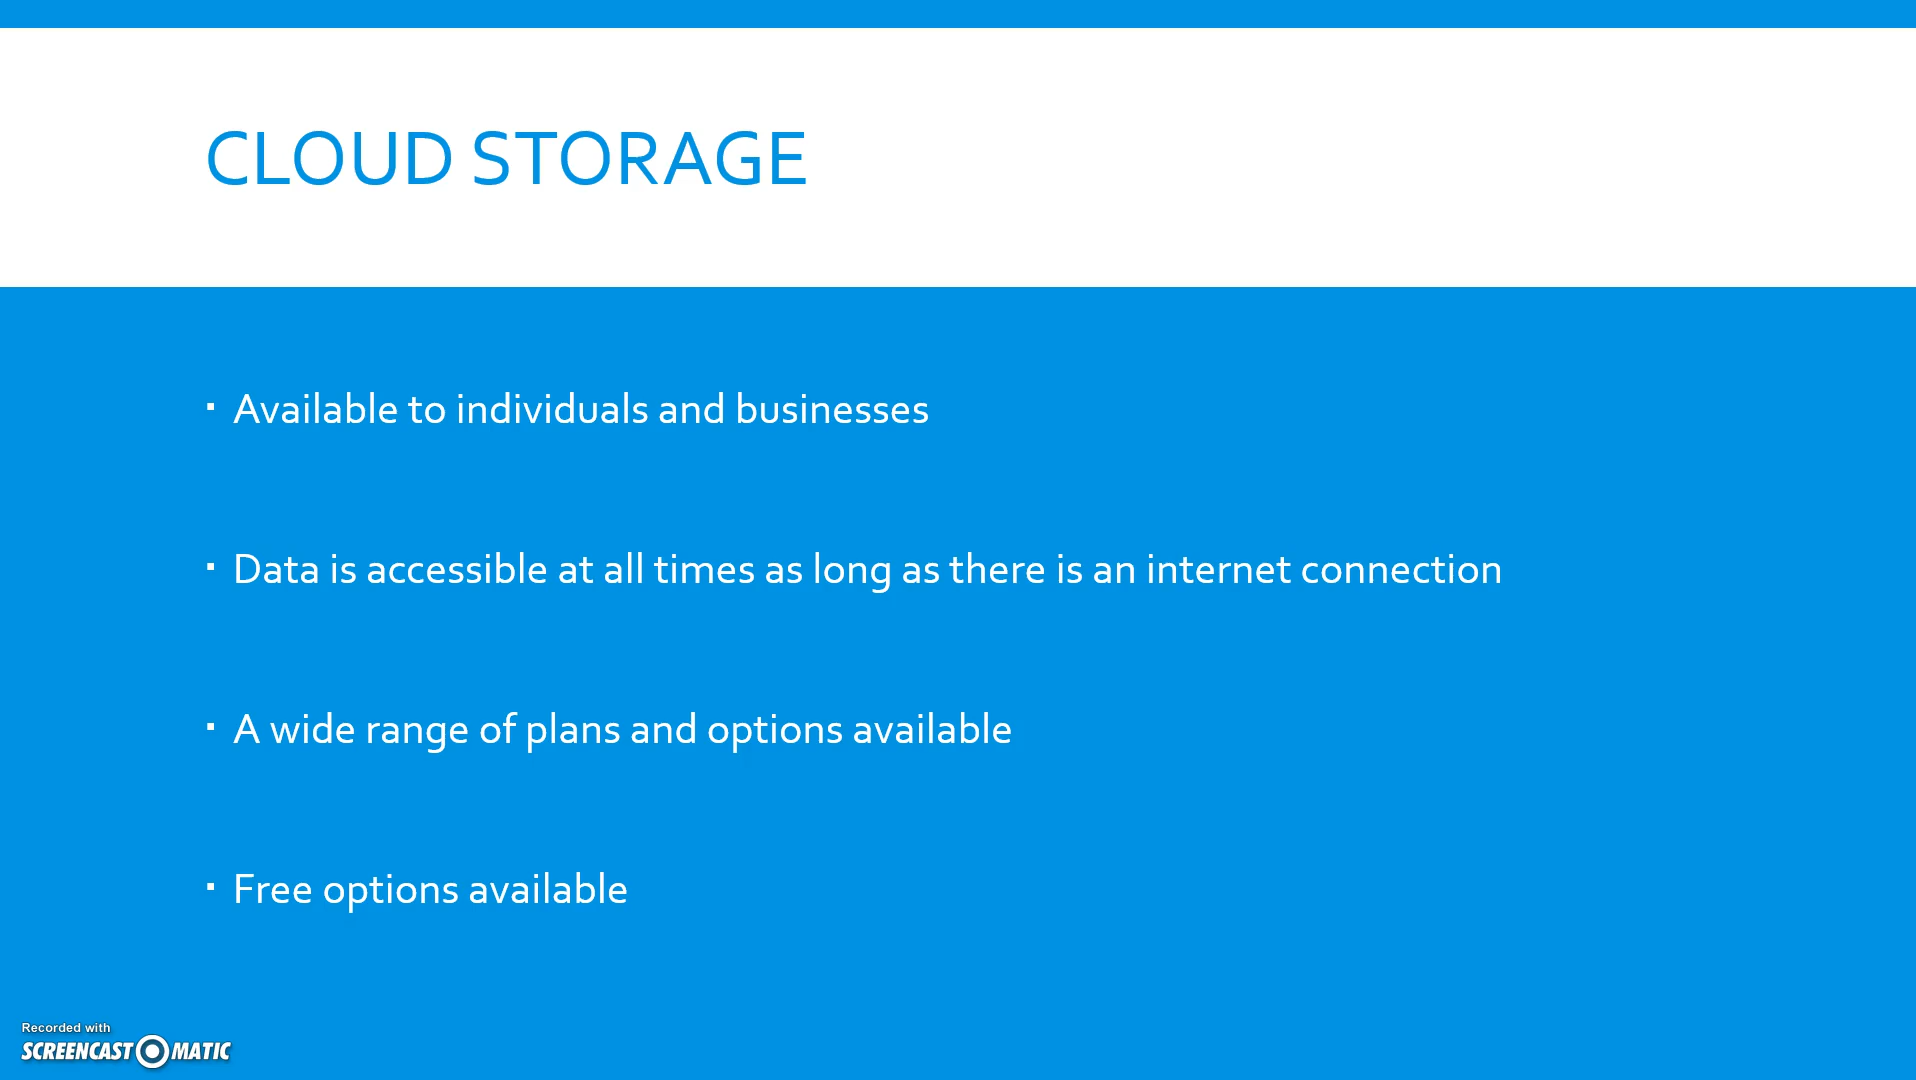 CLOUD STORAGE
▪ Available to individuals and businesses
▪ Data is accessible at all times as long as there is an internet connection
▪ A wide range of plans and options available
▪ Free options available
Recorded with
SCREENCAST MATIC